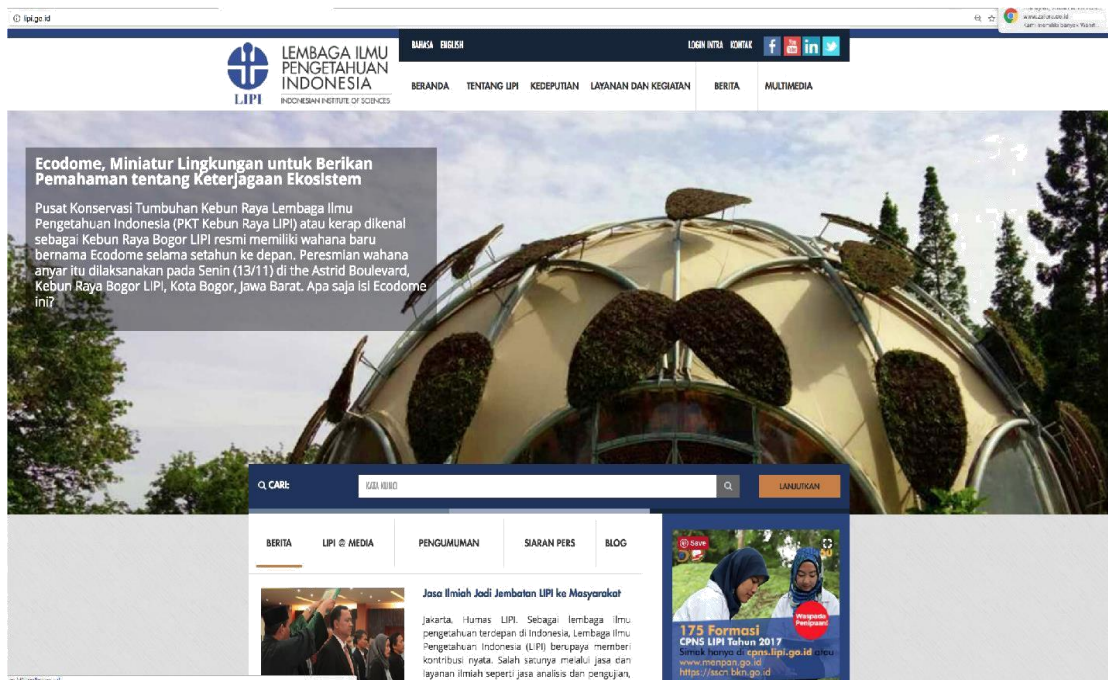 lipi.go.id
www.zalora.co.id
LEMBAGA ILMU
PENGETAHUAN
INDONESIA
LIPI
INDONESIAN INSTITUTE OF SCIENCES
BAHASA ENGLISH
LOGIN INTRA KONTAK
BERANDA TENTANG LIPI KEDEPUTIAN LAYANAN DAN KEGIATAN BERITA MULTIMEDIA
Ecodome, Miniatur Lingkungan untuk Berikan
Pemahaman tentang Keterjagaan Ekosistem
Pusat Konservasi Tumbuhan Kebun Raya Lembaga Ilmu
Pengetahuan Indonesia (PKT Kebun Raya LIPI) atau kerap dikenal
sebagai Kebun Raya Bogor LIPI resmi memiliki wahana baru
bernama Ecodome selama setahun ke depan. Peresmian wahana
anyar itu dilaksanakan pada Senin (13/11) di the Astrid Boulevard,
Kebun Raya Bogor LIPI, Kota Bogor, Jawa Barat. Apa saja isi Ecodome
ini?
CARI:
KATA KUNCI
LANJUTKAN
BERITA LIPI @ MEDIA PENGUMUMAN SIARAN PERS BLOG
Jasa Ilmiah Jadi Jembatan LIPI ke Masyarakat
Jakarta, Humas LIPI. Sebagai lembaga ilmu
pengetahuan terdepan di Indonesia, Lembaga Ilmu
Pengetahuan Indonesia (LIPI) berupaya memberi
kontribusi nyata. Salah satunya melalui jasa dan
layanan ilmiah seperti jasa analisis dan pengujian,
Save
Waspada
Penipuan!
175 Formasi
CPNS LIPI Tahun 2017
Simak hanya di cpns.lipi.go.id atau
www.menpan.go.id
https://sscn.bkn.go.id